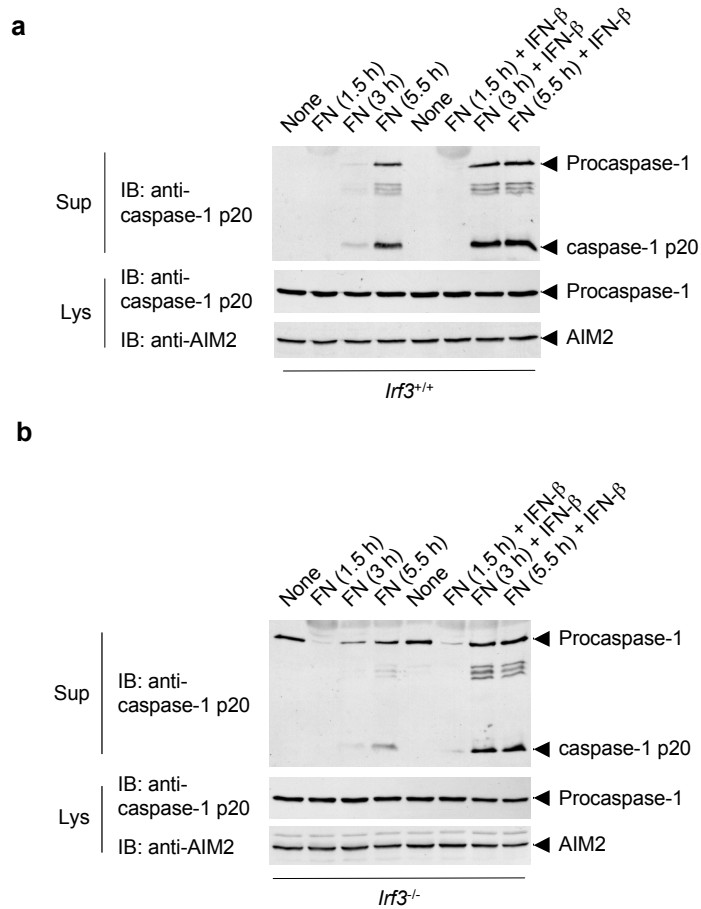 a
None
FN (1.5 h)
FN (3 h)
FN (5.5 h)
None
FN (1.5 h) + IFN-β
FN (3 h) + IFN-β
FN (5.5 h) + IFN-β
Sup
IB: anti-
caspase-1 p20
Procaspase-1
caspase-1 p20
Lys
IB: anti-
caspase-1 p20
Procaspase-1
IB: anti-AIM2
AIM2
Irf3+/+
b
None
FN (1.5 h)
FN (3 h)
FN (5.5 h)
None
FN (1.5 h) + IFN-β
FN (3 h) + IFN-β
FN (5.5 h) + IFN-β
Sup
IB: anti-
caspase-1 p20
Procaspase-1
caspase-1 p20
Lys
IB: anti-
caspase-1 p20
Procaspase-1
IB: anti-AIM2
AIM2
Irf3-/-